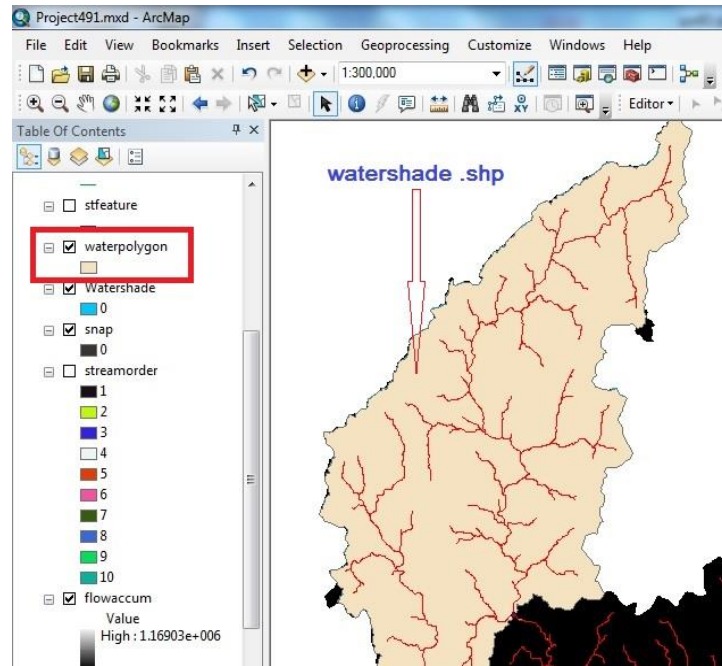 Project491.mxd - ArcMap
File Edit View Bookmarks Insert Selection Geoprocessing Customize Windows Help
1:300,000
Editor
Table Of Contents
stfeature
waterpolygon
Watershade
0
snap
0
streamorder
1
2
3
4
5
6
7
8
9
10
flowaccum
Value
High : 1.16903e+006
watershade .shp